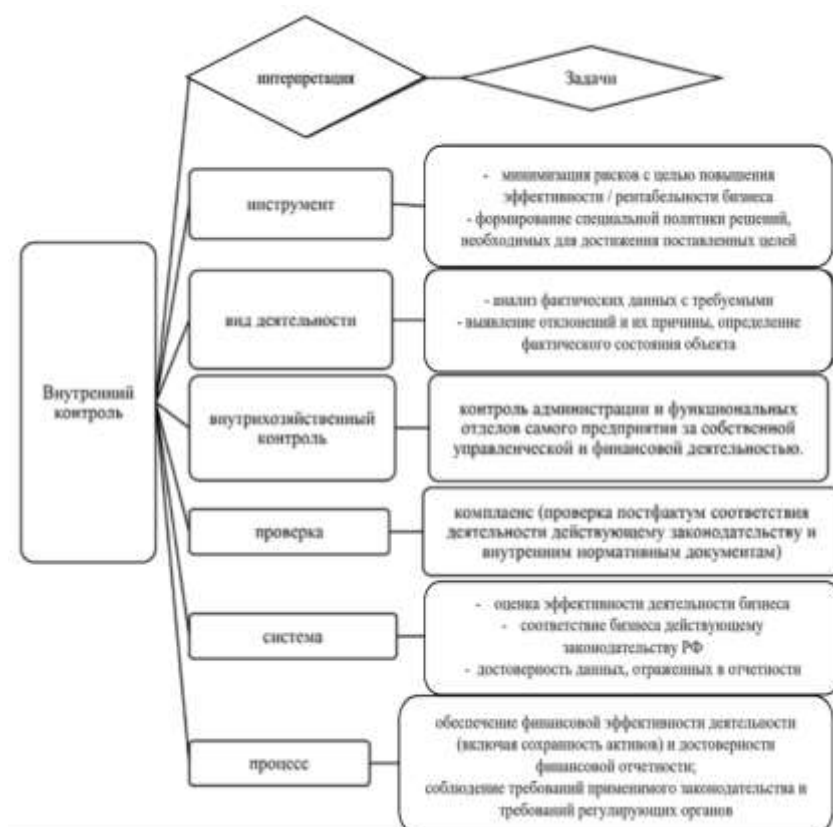 интерпретация
Задачи
Внутренний
контроль
инструмент
- минимизация рисков с целью повышения
эффективности / рентабельности бизнеса
- формирование специальной политики решений,
необходимых для достижения поставленных целей
вид деятельности
- анализ фактических данных с требуемыми
- выявление отклонений и их причины, определение
фактического состояния объекта
внутрихозяйственный
контроль
контроль администрации и функциональных
отделов самого предприятия за собственной
управленческой и финансовой деятельностью.
проверка
комплаенс (проверка постфактум соответствия
деятельности действующему законодательству и
внутренним нормативным документам)
система
- оценка эффективности деятельности бизнеса
- соответствие бизнеса действующему
законодательству РФ
- достоверность данных, отраженных в отчетности
процесс
обеспечение финансовой эффективности деятельности
(включая сохранность активов) и достоверности
финансовой отчетности;
соблюдение требований применимого законодательства и
требований регулирующих органов